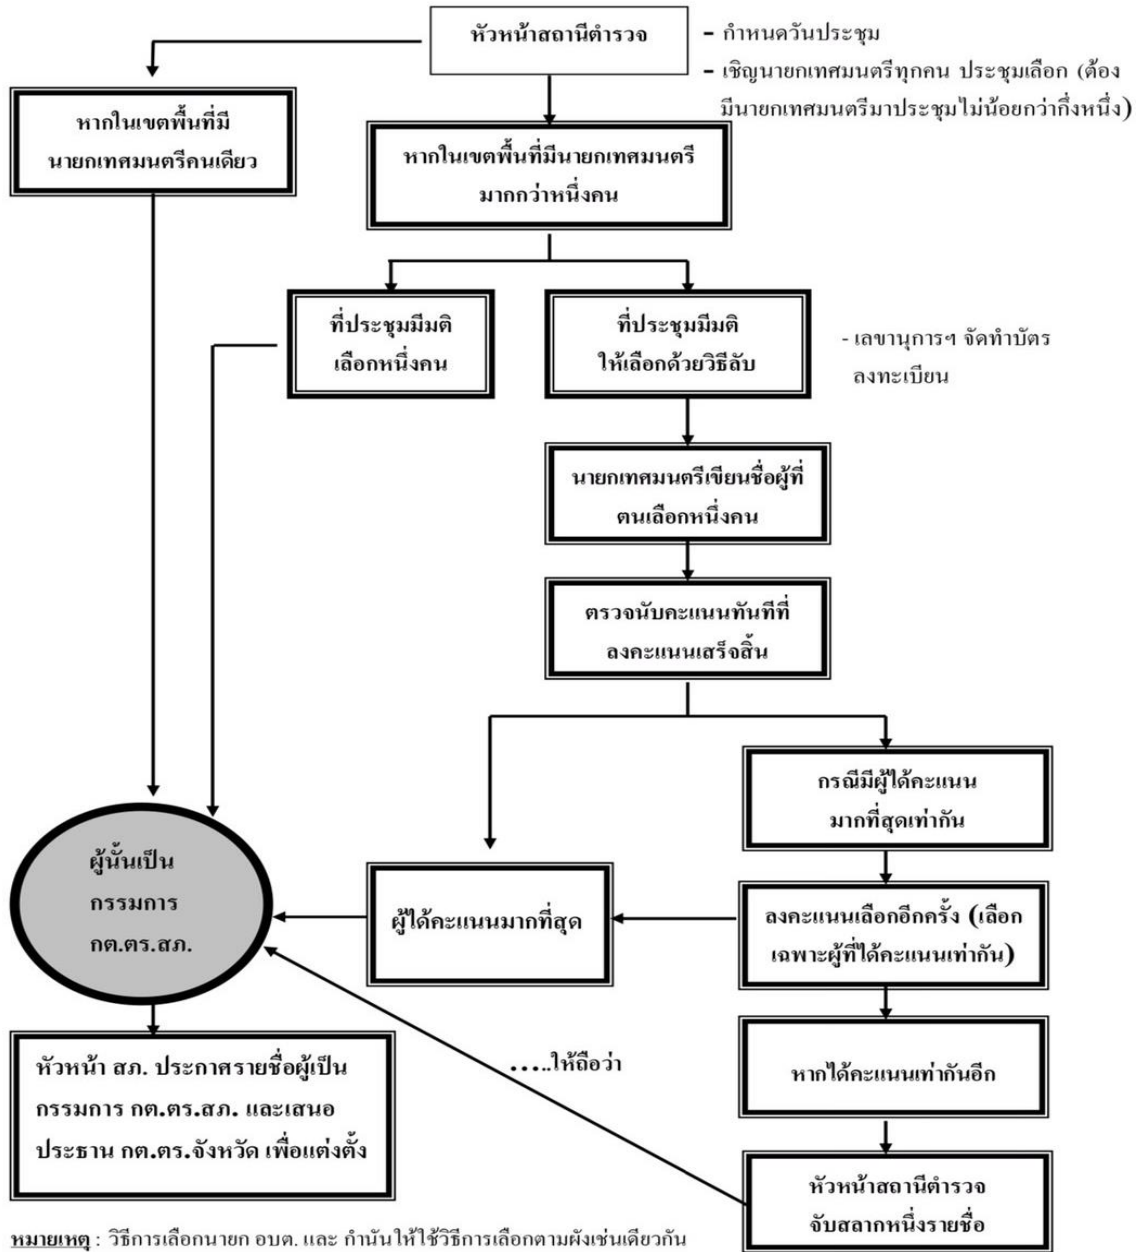 หัวหน้าสถานีตำรวจ
- กำหนดวันประชุม
- เชิญนายกเทศมนตรีทุกคน ประชุมเลือก (ต้อง
มีนายกเทศมนตรีมาประชุมไม่น้อยกว่ากึ่งหนึ่ง)
หากในเขตพื้นที่มี
นายกเทศมนตรีคนเดียว
หากในเขตพื้นที่มีนายกเทศมนตรี
มากกว่าหนึ่งคน
ที่ประชุมมีมติ
เลือกหนึ่งคน
ที่ประชุมมีมติ
ให้เลือกด้วยวิธีลับ
- เลขานุการฯ จัดทำบัตร
ลงทะเบียน
นายกเทศมนตรีเขียนชื่อผู้ที่
ตนเลือกหนึ่งคน
ตรวจนับคะแนนทันทีที่
ลงคะแนนเสร็จสิ้น
กรณีมีผู้ได้คะแนน
มากที่สุดเท่ากัน
ผู้นั้นเป็น
กรรมการ
กต.ตร.สภ.
ผู้ได้คะแนนมากที่สุด
ลงคะแนนเลือกอีกครั้ง (เลือก
เฉพาะผู้ที่ได้คะแนนเท่ากัน)
หัวหน้า สภ. ประกาศรายชื่อผู้เป็น
กรรมการ กต.ตร.สภ. และเสนอ
ประธาน กต.ตร.จังหวัด เพื่อแต่งตั้ง
.....ให้ถือว่า
หากได้คะแนนเท่ากันอีก
หัวหน้าสถานีตำรวจ
จับสลากหนึ่งรายชื่อ
หมายเหตุ : วิธีการเลือกนายก อบต. และ กำนันให้ใช้วิธีการเลือกตามผังเช่นเดียวกัน